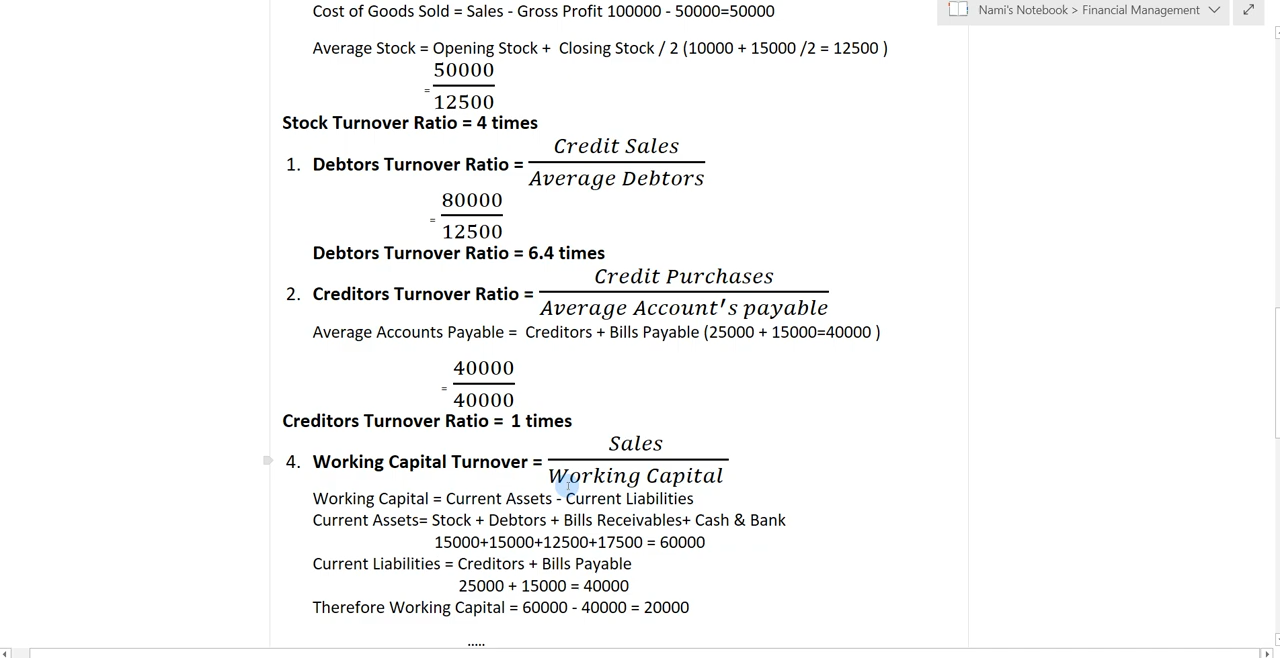 Nami's Notebook > Financial Management
Cost of Goods Sold = Sales - Gross Profit 100000 - 50000=50000
Average Stock = Opening Stock + Closing Stock / 2 (10000 + 15000 /2 = 12500 )
50000
=
12500
Stock Turnover Ratio = 4 times
Credit Sales
1. Debtors Turnover Ratio =
Average Debtors
80000
=
12500
Debtors Turnover Ratio = 6.4 times
Credit Purchases
2. Creditors Turnover Ratio =
Average Account's payable
Average Accounts Payable = Creditors + Bills Payable (25000 + 15000=40000 )
40000
=
40000
Creditors Turnover Ratio = 1 times
Sales
4. Working Capital Turnover =
Working Capital
Working Capital = Current Assets - Current Liabilities
Current Assets= Stock + Debtors + Bills Receivables+ Cash & Bank
15000+15000+12500+17500 = 60000
Current Liabilities = Creditors + Bills Payable
25000 + 15000 = 40000
Therefore Working Capital = 60000 - 40000 = 20000
.....